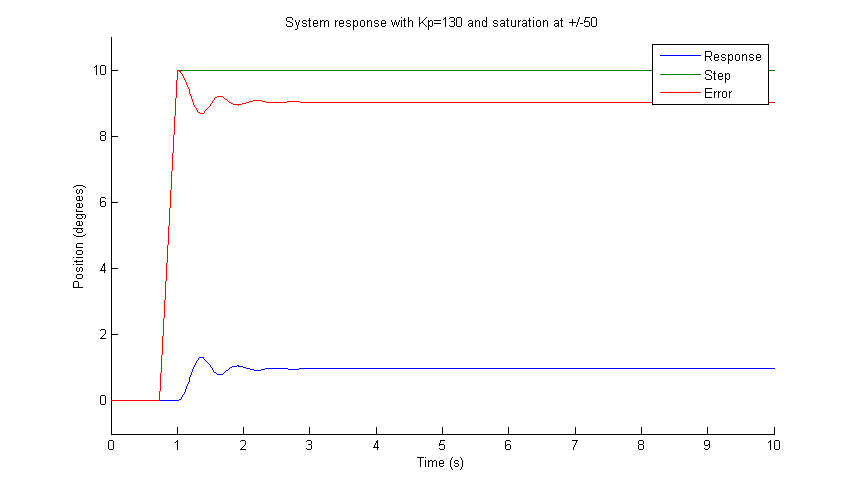 System response with Kp=130 and saturation at +/-50
Response
Step
Error
Position (degrees)
10
8
6
4
2
0
0 1 2 3 4 5 6 7 8 9 10
Time (s)